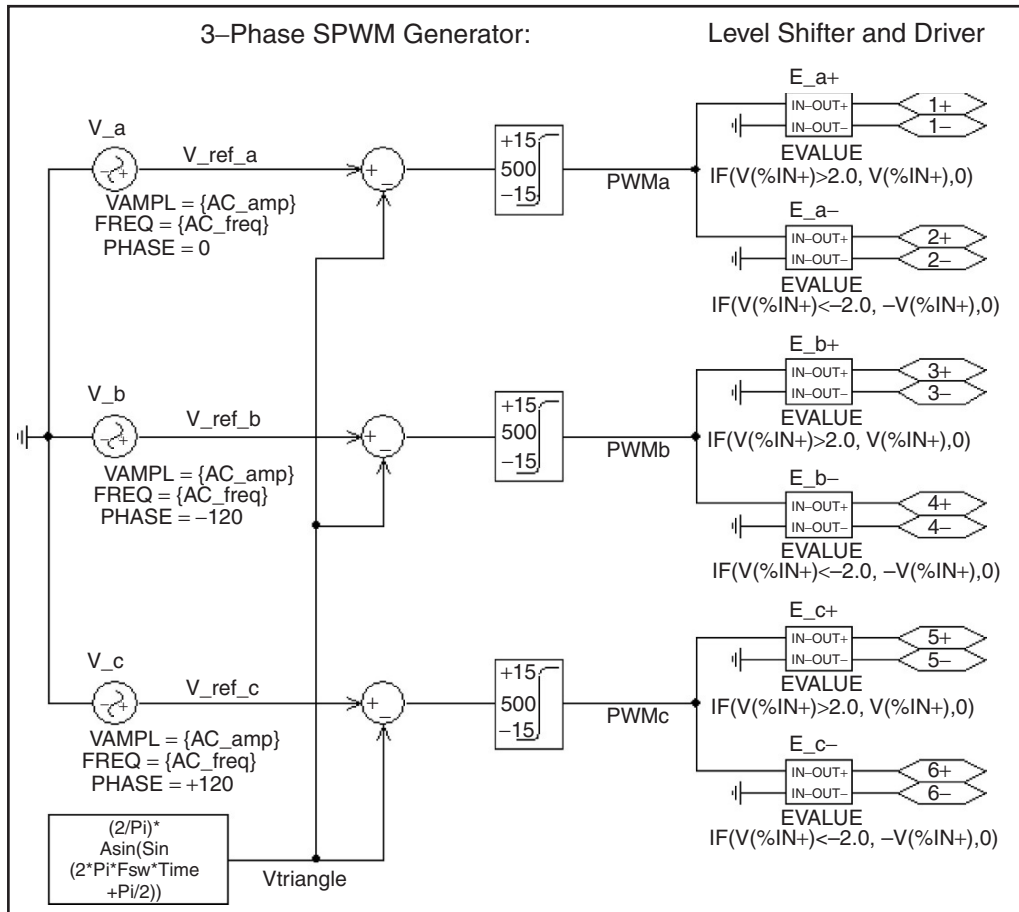 3–Phase SPWM Generator:
Level Shifter and Driver
V_a
V_ref_a
VAMPL = {AC_amp}
FREQ = {AC_freq}
PHASE = 0
+
–
+15
500
–15
PWMa
E_a+
IN–OUT+
IN–OUT–
1+
1–
EVALUE
IF(V(%IN+)>2.0, V(%IN+),0)
E_a–
IN–OUT+
IN–OUT–
2+
2–
EVALUE
IF(V(%IN+)<–2.0, –V(%IN+),0)
V_b
V_ref_b
VAMPL = {AC_amp}
FREQ = {AC_freq}
PHASE = –120
+
–
+15
500
–15
PWMb
E_b+
IN–OUT+
IN–OUT–
3+
3–
EVALUE
IF(V(%IN+)>2.0, V(%IN+),0)
E_b–
IN–OUT+
IN–OUT–
4+
4–
EVALUE
IF(V(%IN+)<–2.0, –V(%IN+),0)
V_c
V_ref_c
VAMPL = {AC_amp}
FREQ = {AC_freq}
PHASE = +120
+
–
+15
500
–15
PWMc
E_c+
IN–OUT+
IN–OUT–
5+
5–
EVALUE
IF(V(%IN+)>2.0, V(%IN+),0)
E_c–
IN–OUT+
IN–OUT–
6+
6–
EVALUE
IF(V(%IN+)<–2.0, –V(%IN+),0)
(2/Pi)*
Asin(Sin
(2*Pi*Fsw*Time
+Pi/2))
Vtriangle